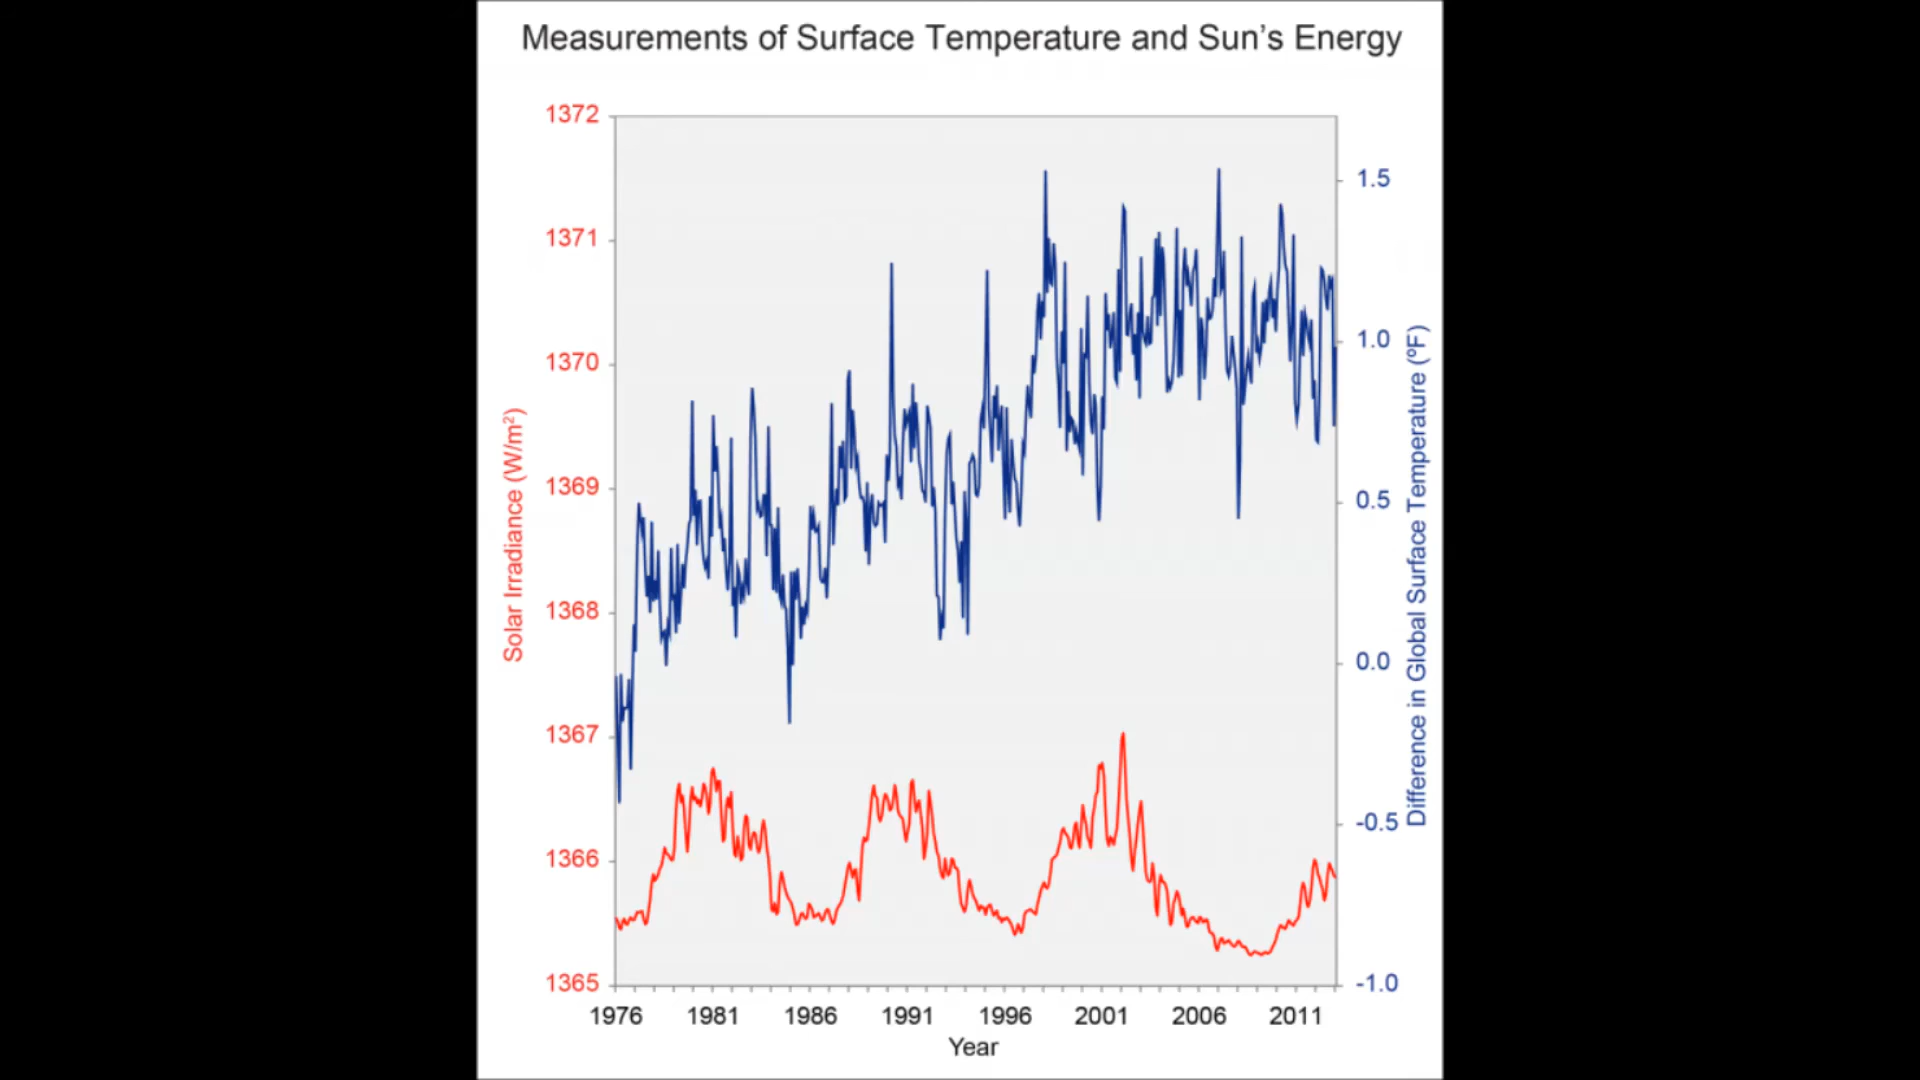 Measurements of Surface Temperature and Sun's Energy
1372
1371
1370
1369
1368
1367
1366
1365
Solar Irradiance (W/m²)
1.5
1.0
0.5
0.0
-0.5
-1.0
Difference in Global Surface Temperature (ºF)
1976 1981 1986 1991 1996 2001 2006 2011
Year